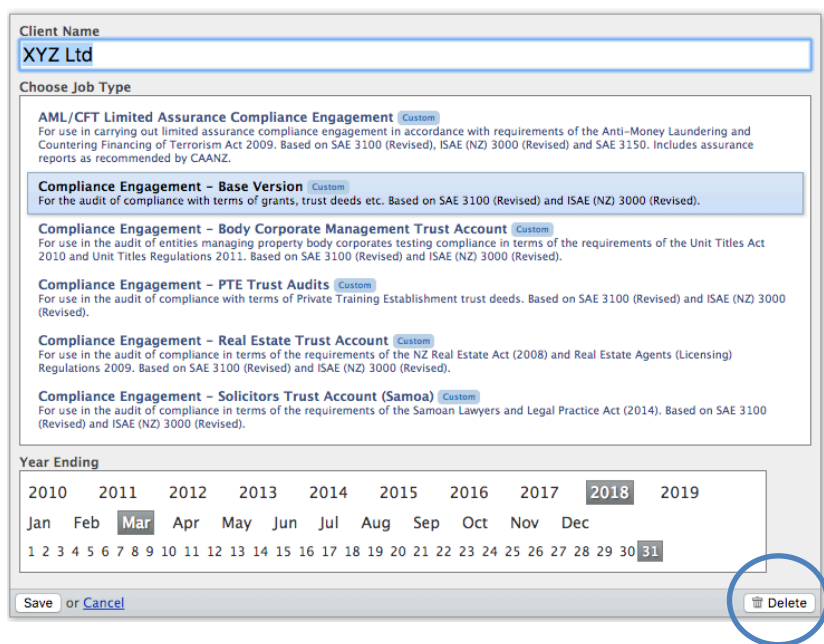 Client Name
XYZ Ltd
Choose Job Type
AML/CFT Limited Assurance Compliance Engagement Custom
For use in carrying out limited assurance compliance engagement in accordance with requirements of the Anti-Money Laundering and
Countering Financing of Terrorism Act 2009. Based on SAE 3100 (Revised), ISAE (NZ) 3000 (Revised) and SAE 3150. Includes assurance
reports as recommended by CAANZ.
Compliance Engagement – Base Version Custom
For the audit of compliance with terms of grants, trust deeds etc. Based on SAE 3100 (Revised) and ISAE (NZ) 3000 (Revised).
Compliance Engagement – Body Corporate Management Trust Account Custom
For use in the audit of entities managing property body corporates testing compliance in terms of the requirements of the Unit Titles Act
2010 and Unit Titles Regulations 2011. Based on SAE 3100 (Revised) and ISAE (NZ) 3000 (Revised).
Compliance Engagement – PTE Trust Audits Custom
For use in the audit of compliance with terms of Private Training Establishment trust deeds. Based on SAE 3100 (Revised) and ISAE (NZ) 3000
(Revised).
Compliance Engagement – Real Estate Trust Account Custom
For use in the audit of compliance in terms of the requirements of the NZ Real Estate Act (2008) and Real Estate Agents (Licensing)
Regulations 2009. Based on SAE 3100 (Revised) and ISAE (NZ) 3000 (Revised).
Compliance Engagement – Solicitors Trust Account (Samoa) Custom
For use in the audit of compliance in terms of the requirements of the Samoan Lawyers and Legal Practice Act (2014). Based on SAE 3100
(Revised) and ISAE (NZ) 3000 (Revised).
Year Ending
2010 2011 2012 2013 2014 2015 2016 2017 2018 2019
Jan Feb Mar Apr May Jun Jul Aug Sep Oct Nov Dec
1 2 3 4 5 6 7 8 9 10 11 12 13 14 15 16 17 18 19 20 21 22 23 24 25 26 27 28 29 30 31
Save or Cancel Delete